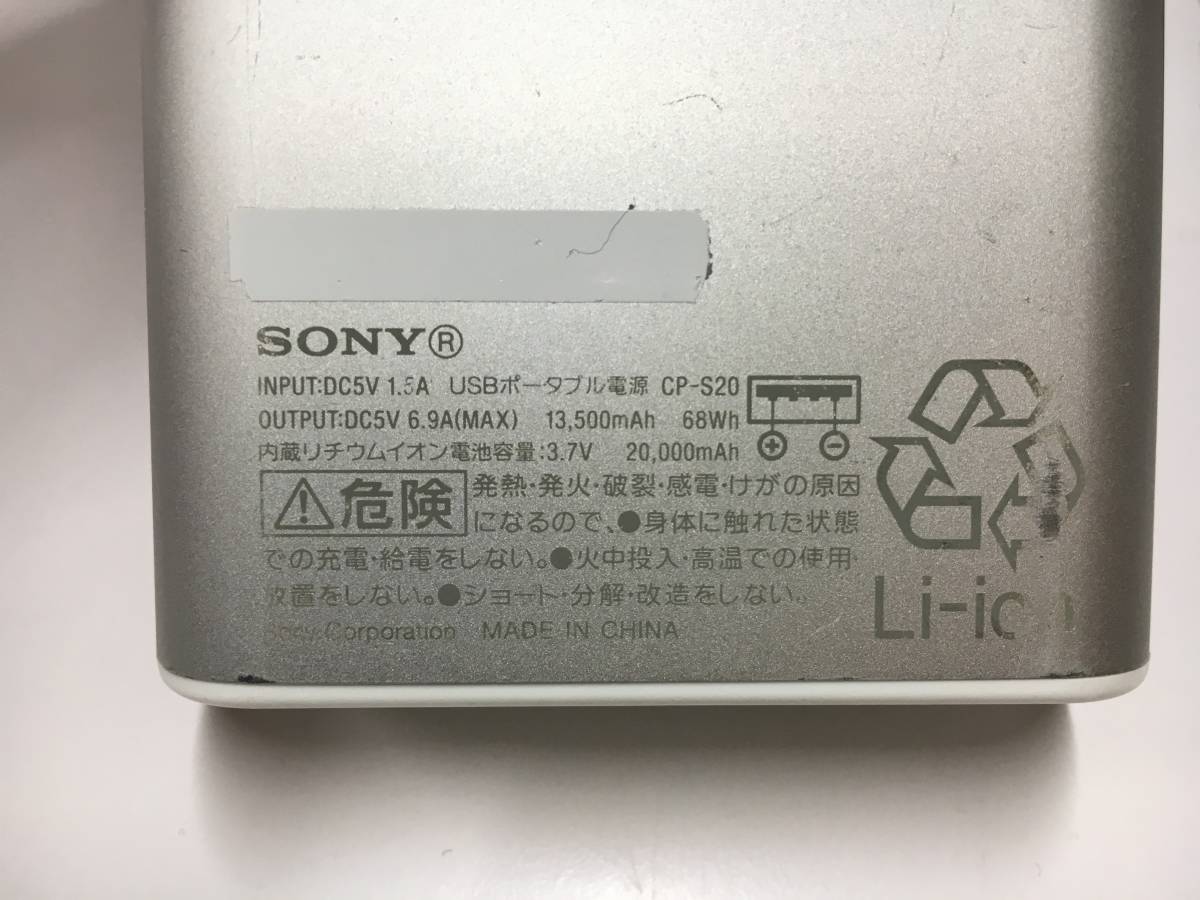 SONY®
INPUT:DC5V 1.5A USBポータブル電源 CP-S20
OUTPUT:DC5V 6.9A(MAX) 13,500mAh 68Wh
内蔵リチウムイオン電池容量:3.7V 20,000mAh
⚠危険 発熱・発火・破裂・感電・けがの原因
になるので、●身体に触れた状態
での充電・給電をしない。●火中投入・高温での使用・
放置をしない。●ショート・分解・改造をしない。
Sony Corporation MADE IN CHINA
Li-ion